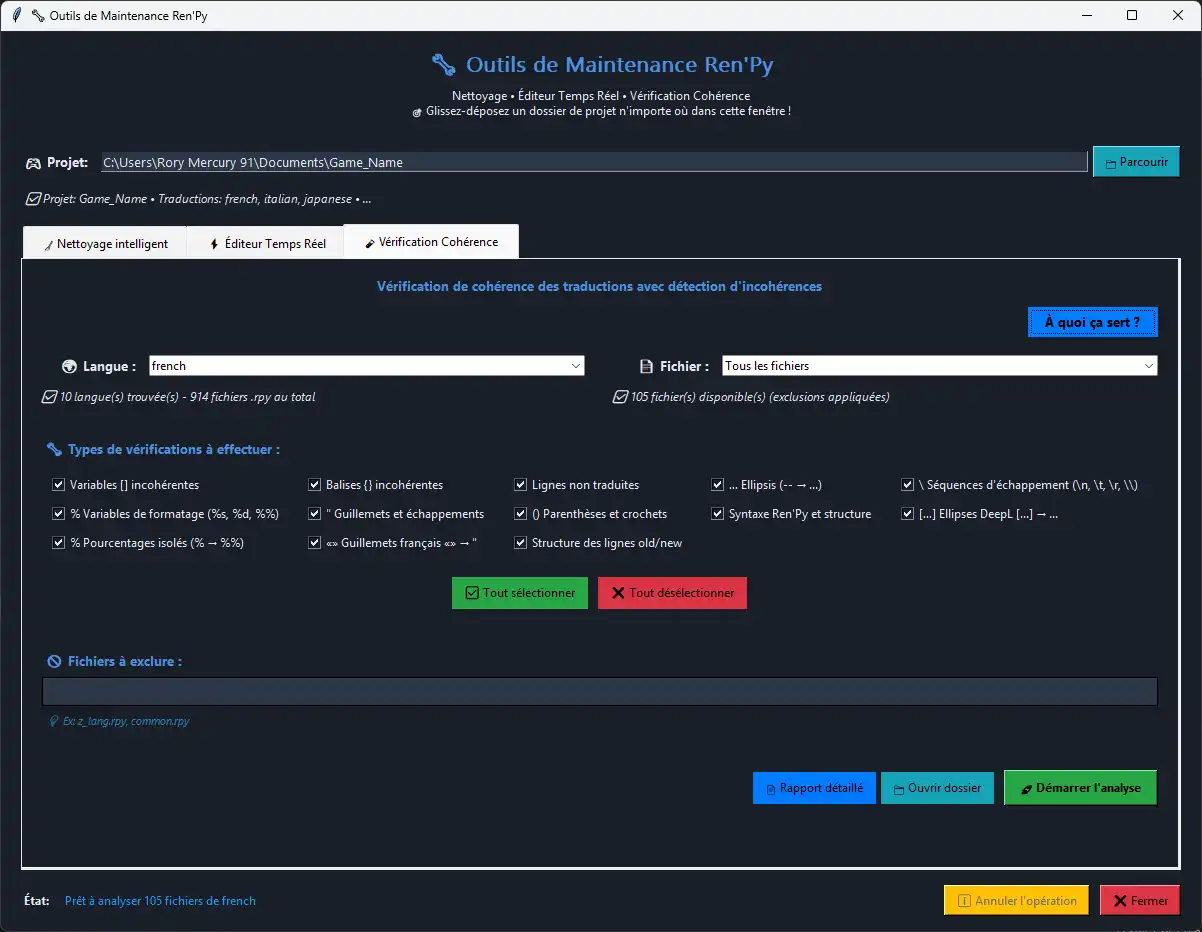 Outils de Maintenance Ren'Py
Outils de Maintenance Ren'Py
Nettoyage • Éditeur Temps Réel • Vérification Cohérence
Glissez-déposez un dossier de projet n'importe où dans cette fenêtre !
Projet: C:\Users\Rory Mercury 91\Documents\Game_Name Parcourir
Projet: Game_Name • Traductions: french, italian, japanese • ...
Nettoyage intelligent Éditeur Temps Réel Vérification Cohérence
Vérification de cohérence des traductions avec détection d'incohérences
À quoi ça sert ?
Langue : french Fichier : Tous les fichiers
10 langue(s) trouvée(s) - 914 fichiers .rpy au total 105 fichier(s) disponible(s) (exclusions appliquées)
Types de vérifications à effectuer :
Variables [] incohérentes Balises {} incohérentes Lignes non traduites ... Ellipsis (-- → ...) \ Séquences d'échappement (\n, \t, \r, \\)
% Variables de formatage (%s, %d, %%) " Guillemets et échappements () Parenthèses et crochets Syntaxe Ren'Py et structure [...] Ellipses DeepL [...] → ...
% Pourcentages isolés (% → %%) «» Guillemets français «» → " Structure des lignes old/new
Tout sélectionner Tout désélectionner
Fichiers à exclure :
Ex: z_lang.rpy, common.rpy
Rapport détaillé Ouvrir dossier Démarrer l'analyse
État: Prêt à analyser 105 fichiers de french Annuler l'opération Fermer